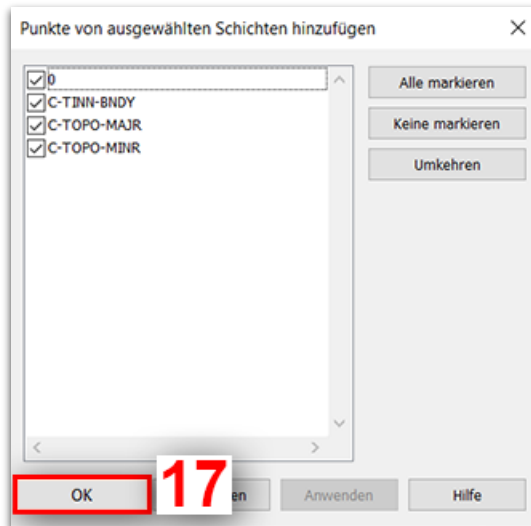 Punkte von ausgewählten Schichten hinzufügen
0
C-TINN-BNDY
C-TOPO-MAJR
C-TOPO-MINR
Alle markieren
Keine markieren
Umkehren
OK
17
en
Anwenden
Hilfe